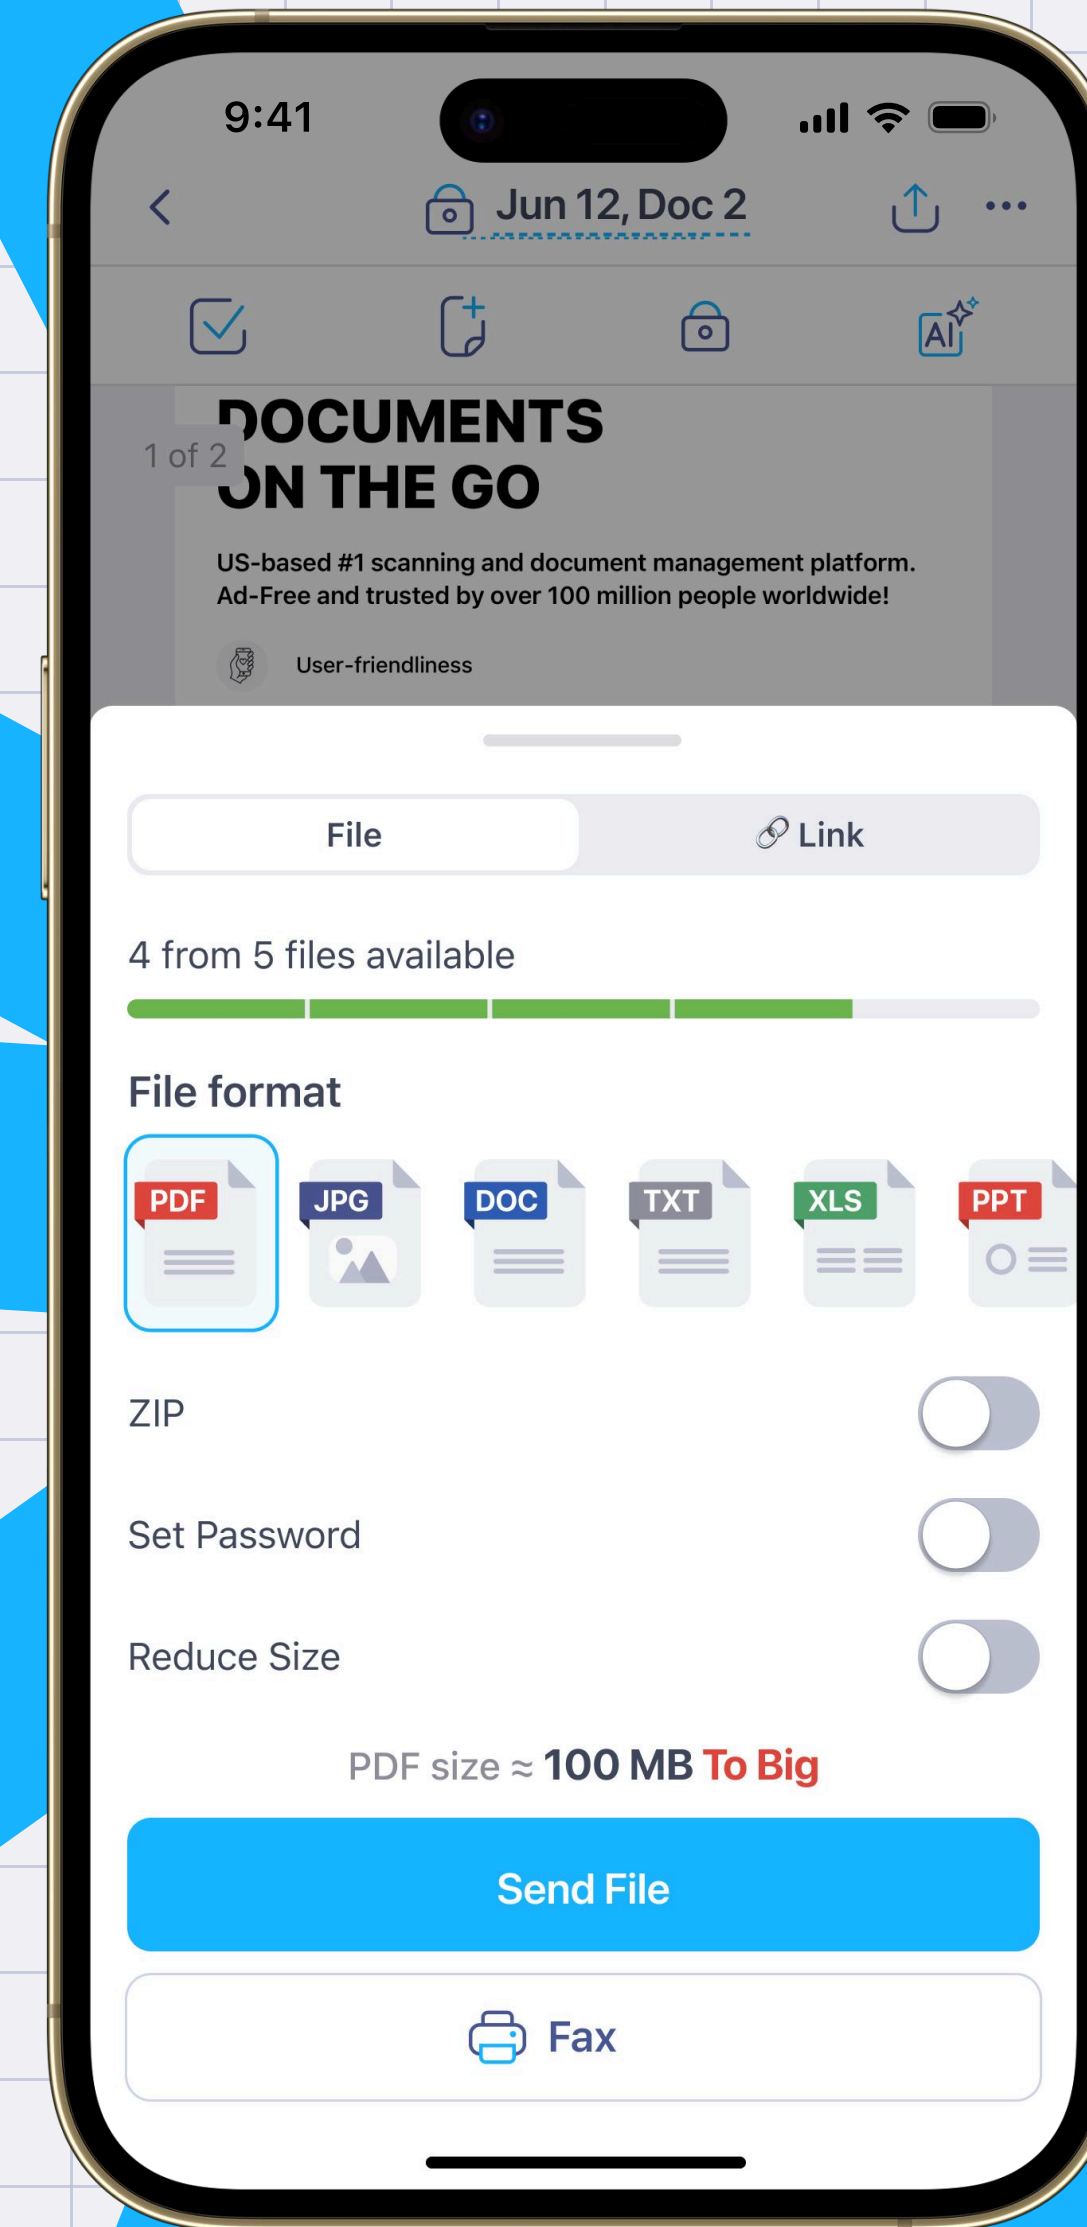 9:41
Jun 12, Doc 2
AI
DOCUMENTS
1 of 2
ON THE GO
US-based #1 scanning and document management platform.
Ad-Free and trusted by over 100 million people worldwide!
User-friendliness
File
Link
4 from 5 files available
File format
PDF
JPG
DOC
TXT
XLS
PPT
ZIP
Set Password
Reduce Size
PDF size ≈ 100 MB To Big
Send File
Fax